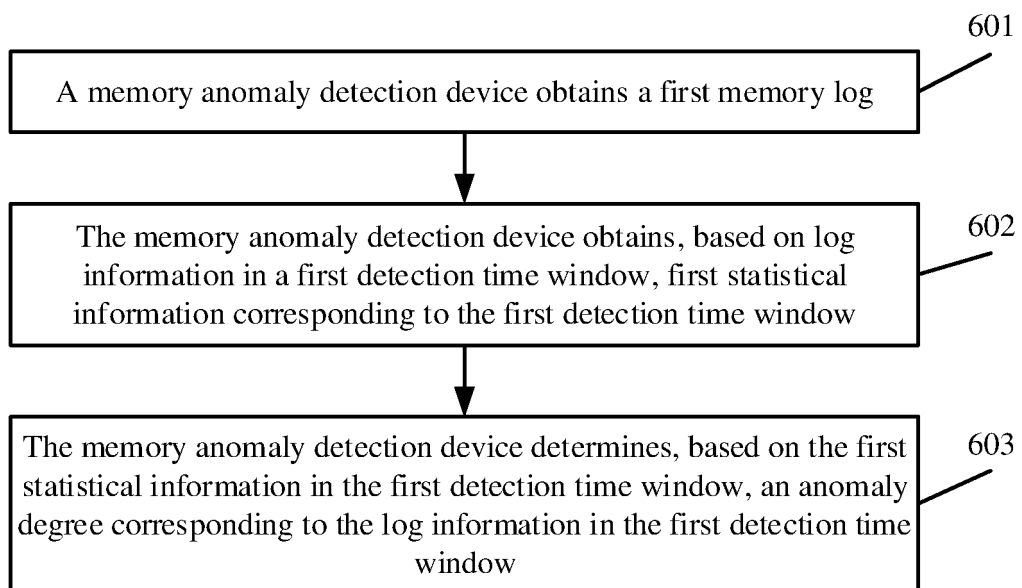 601
A memory anomaly detection device obtains a first memory log
602
The memory anomaly detection device obtains, based on log
information in a first detection time window, first statistical
information corresponding to the first detection time window
603
The memory anomaly detection device determines, based on the first
statistical information in the first detection time window, an anomaly
degree corresponding to the log information in the first detection time
window